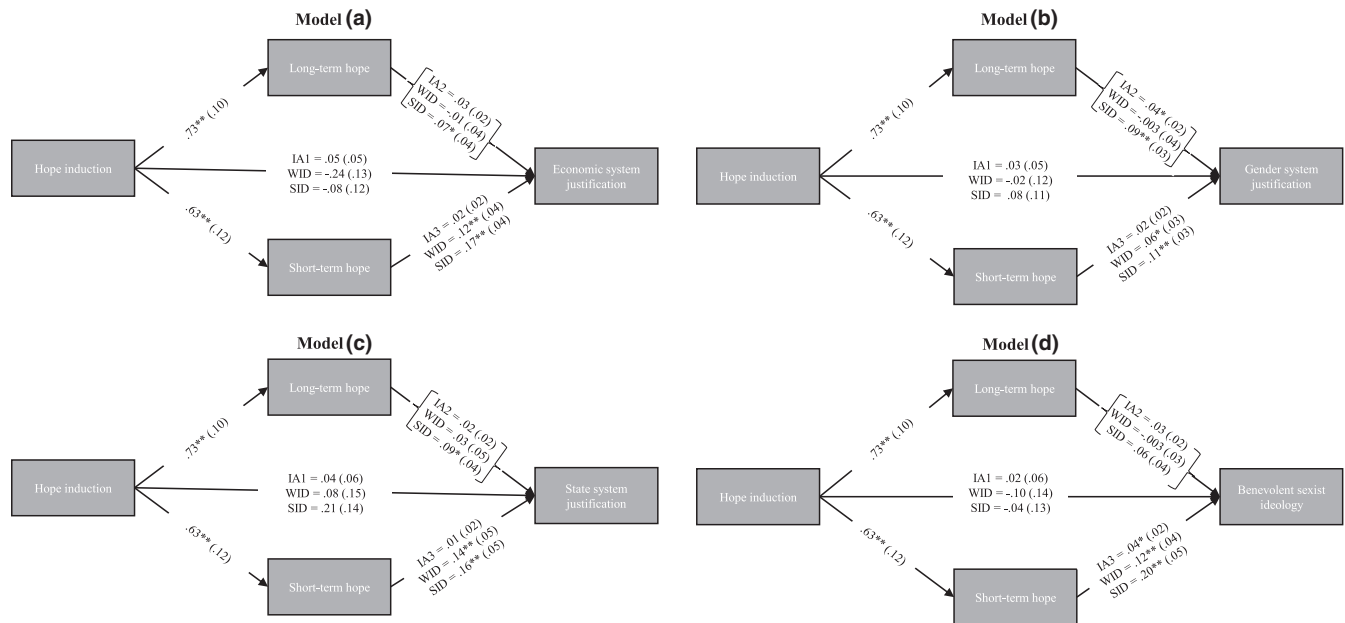 Model (a)
Long-term hope
.73** (.10)
IA2 = .03 (.02)
WID = -.01 (.04)
SID = .07* (.04)
Hope induction
IA1 = .05 (.05)
WID = -.24 (.13)
SID = -.08 (.12)
Economic system
justification
.63** (.12)
IA3 = .02 (.02)
WID = .12** (.04)
SID = .17** (.04)
Short-term hope
Model (b)
Long-term hope
.73** (.10)
IA2 = .04* (.02)
WID = -.003 (.04)
SID = .09** (.03)
Hope induction
IA1 = .03 (.05)
WID = -.02 (.12)
SID = .08 (.11)
Gender system
justification
.63** (.12)
IA3 = .02 (.02)
WID = .06* (.03)
SID = .11** (.03)
Short-term hope
Model (c)
Long-term hope
.73** (.10)
IA2 = .02 (.02)
WID = .03 (.05)
SID = .09* (.04)
Hope induction
IA1 = .04 (.06)
WID = .08 (.15)
SID = .21 (.14)
State system
justification
.63** (.12)
IA3 = .01 (.02)
WID = .14** (.05)
SID = .16** (.05)
Short-term hope
Model (d)
Long-term hope
.73** (.10)
IA2 = .03 (.02)
WID = -.003 (.03)
SID = .06 (.04)
Hope induction
IA1 = .02 (.06)
WID = -.10 (.14)
SID = -.04 (.13)
Benevolent sexist
ideology
.63** (.12)
IA3 = .04* (.02)
WID = .12** (.04)
SID = .20** (.05)
Short-term hope